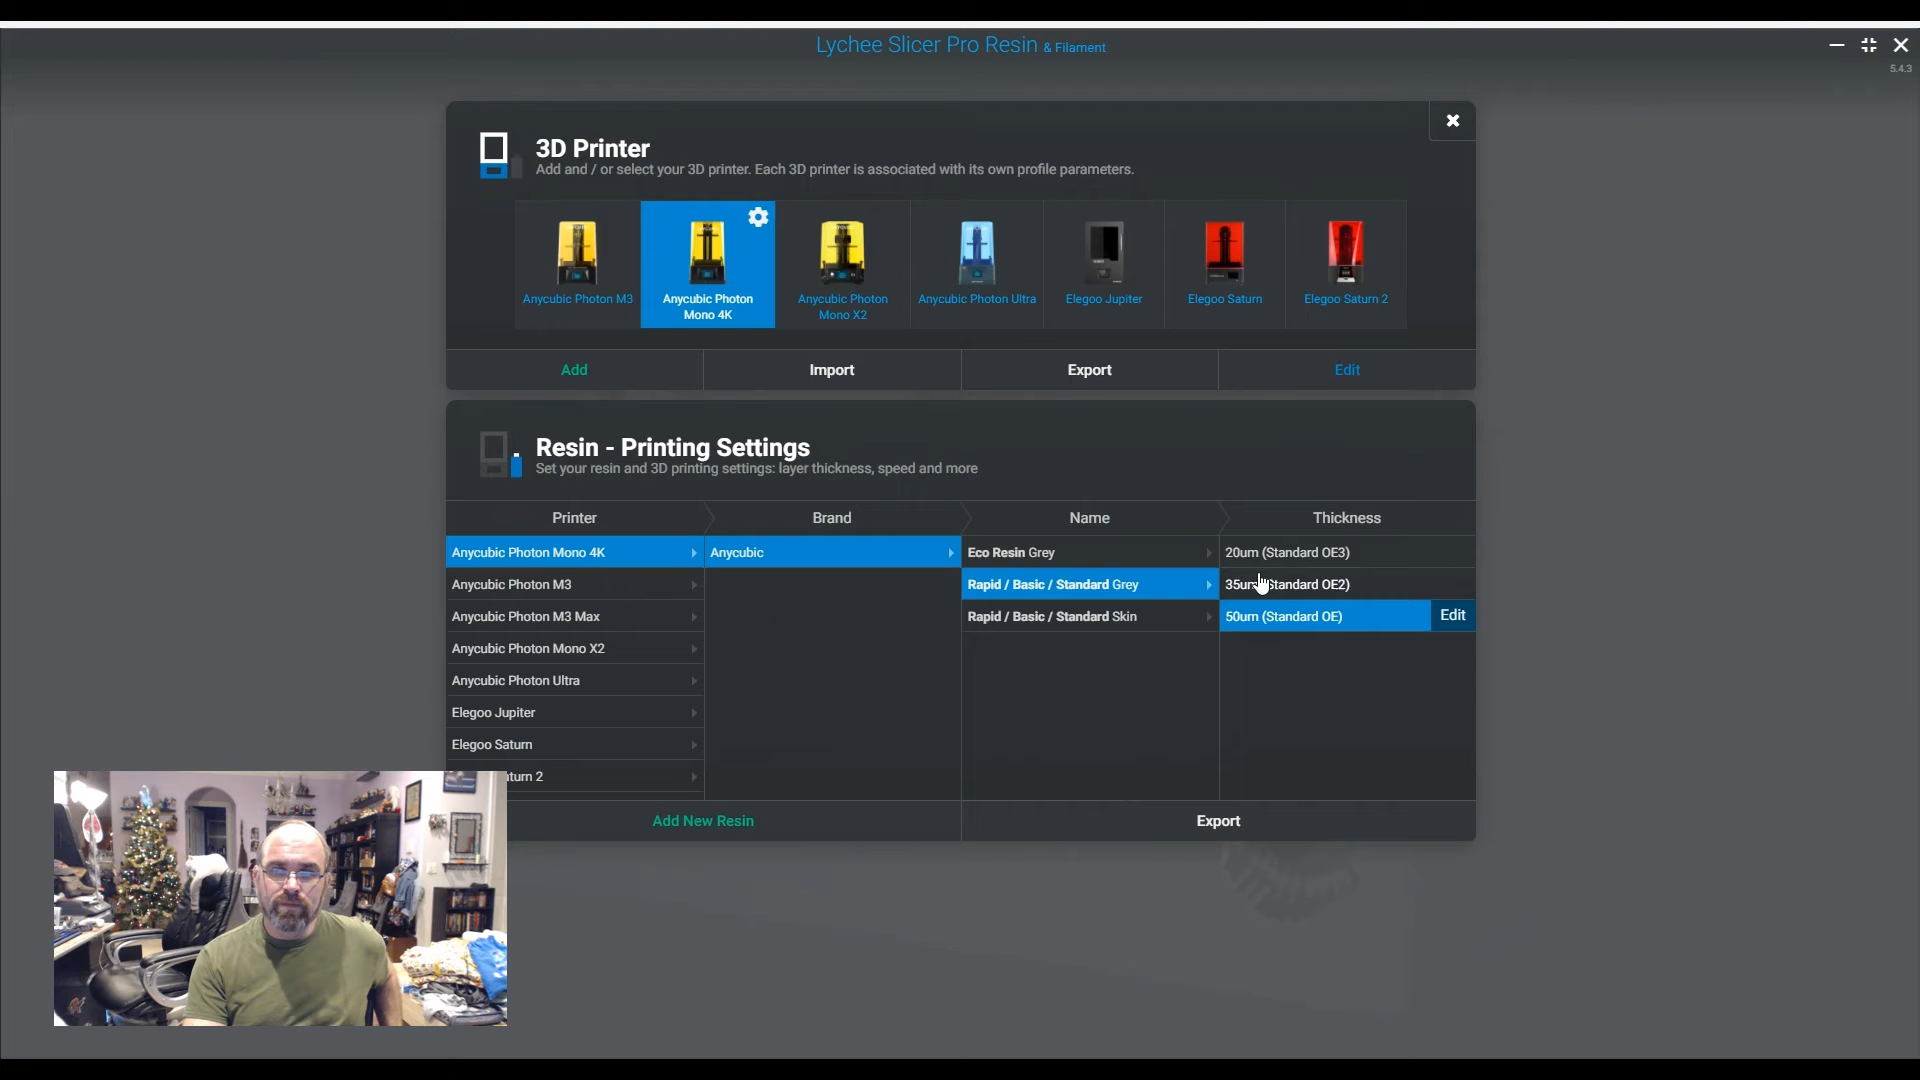 Lychee Slicer Pro Resin & Filament
5.4.3
3D Printer
Add and / or select your 3D printer. Each 3D printer is associated with its own profile parameters.
Anycubic Photon M3
Anycubic Photon
Mono 4K
Anycubic Photon
Mono X2
Anycubic Photon Ultra
Elegoo Jupiter
Elegoo Saturn
Elegoo Saturn 2
Add
Import
Export
Edit
Resin - Printing Settings
Set your resin and 3D printing settings: layer thickness, speed and more
Printer
Brand
Name
Thickness
Anycubic Photon Mono 4K
Anycubic
Eco Resin Grey
20um (Standard OE3)
Anycubic Photon M3
Rapid / Basic / Standard Grey
35um (Standard OE2)
Anycubic Photon M3 Max
Rapid / Basic / Standard Skin
50um (Standard OE)
Edit
Anycubic Photon Mono X2
Anycubic Photon Ultra
Elegoo Jupiter
Elegoo Saturn
turn 2
Add New Resin
Export